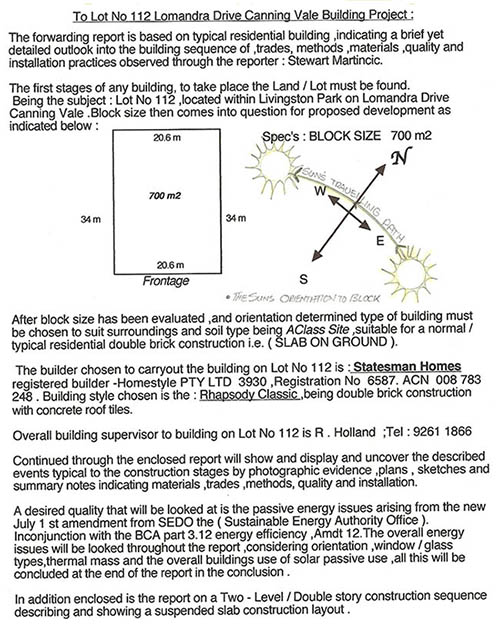 To Lot No 112 Lomandra Drive Canning Vale Building Project :
The forwarding report is based on typical residential building ,indicating a brief yet
detailed outlook into the building sequence of ,trades, methods ,materials ,quality and
installation practices observed through the reporter : Stewart Martincic.
The first stages of any building, to take place the Land / Lot must be found.
Being the subject : Lot No 112 ,located within Livingston Park on Lomandra Drive
Canning Vale .Block size then comes into question for proposed development as
indicated below :
20.6 m
Spec's : BLOCK SIZE 700 m2
N
SUNS TRAVELLING PATH
W
700 m2
34 m
34 m
E
20.6 m
S
Frontage
• THE SUNS ORIENTATION TO BLOCK
After block size has been evaluated ,and orientation determined type of building must
be chosen to suit surroundings and soil type being AClass Site ,suitable for a normal /
typical residential double brick construction i.e. ( SLAB ON GROUND ).
The builder chosen to carryout the building on Lot No 112 is : Statesman Homes
registered builder -Homestyle PTY LTD 3930 ,Registration No 6587. ACN 008 783
248 . Building style chosen is the : Rhapsody Classic ,being double brick construction
with concrete roof tiles.
Overall building supervisor to building on Lot No 112 is R . Holland ;Tel : 9261 1866
Continued through the enclosed report will show and display and uncover the described
events typical to the construction stages by photographic evidence ,plans , sketches and
summary notes indicating materials ,trades ,methods, quality and installation.
A desired quality that will be looked at is the passive energy issues arising from the new
July 1 st amendment from SEDO the ( Sustainable Energy Authority Office ).
Inconjunction with the BCA part 3.12 energy efficiency ,Amdt 12.The overall energy
issues will be looked throughout the report ,considering orientation ,window / glass
types,thermal mass and the overall buildings use of solar passive use ,all this will be
concluded at the end of the report in the conclusion .
In addition enclosed is the report on a Two - Level / Double story construction sequence
describing and showing a suspended slab construction layout .